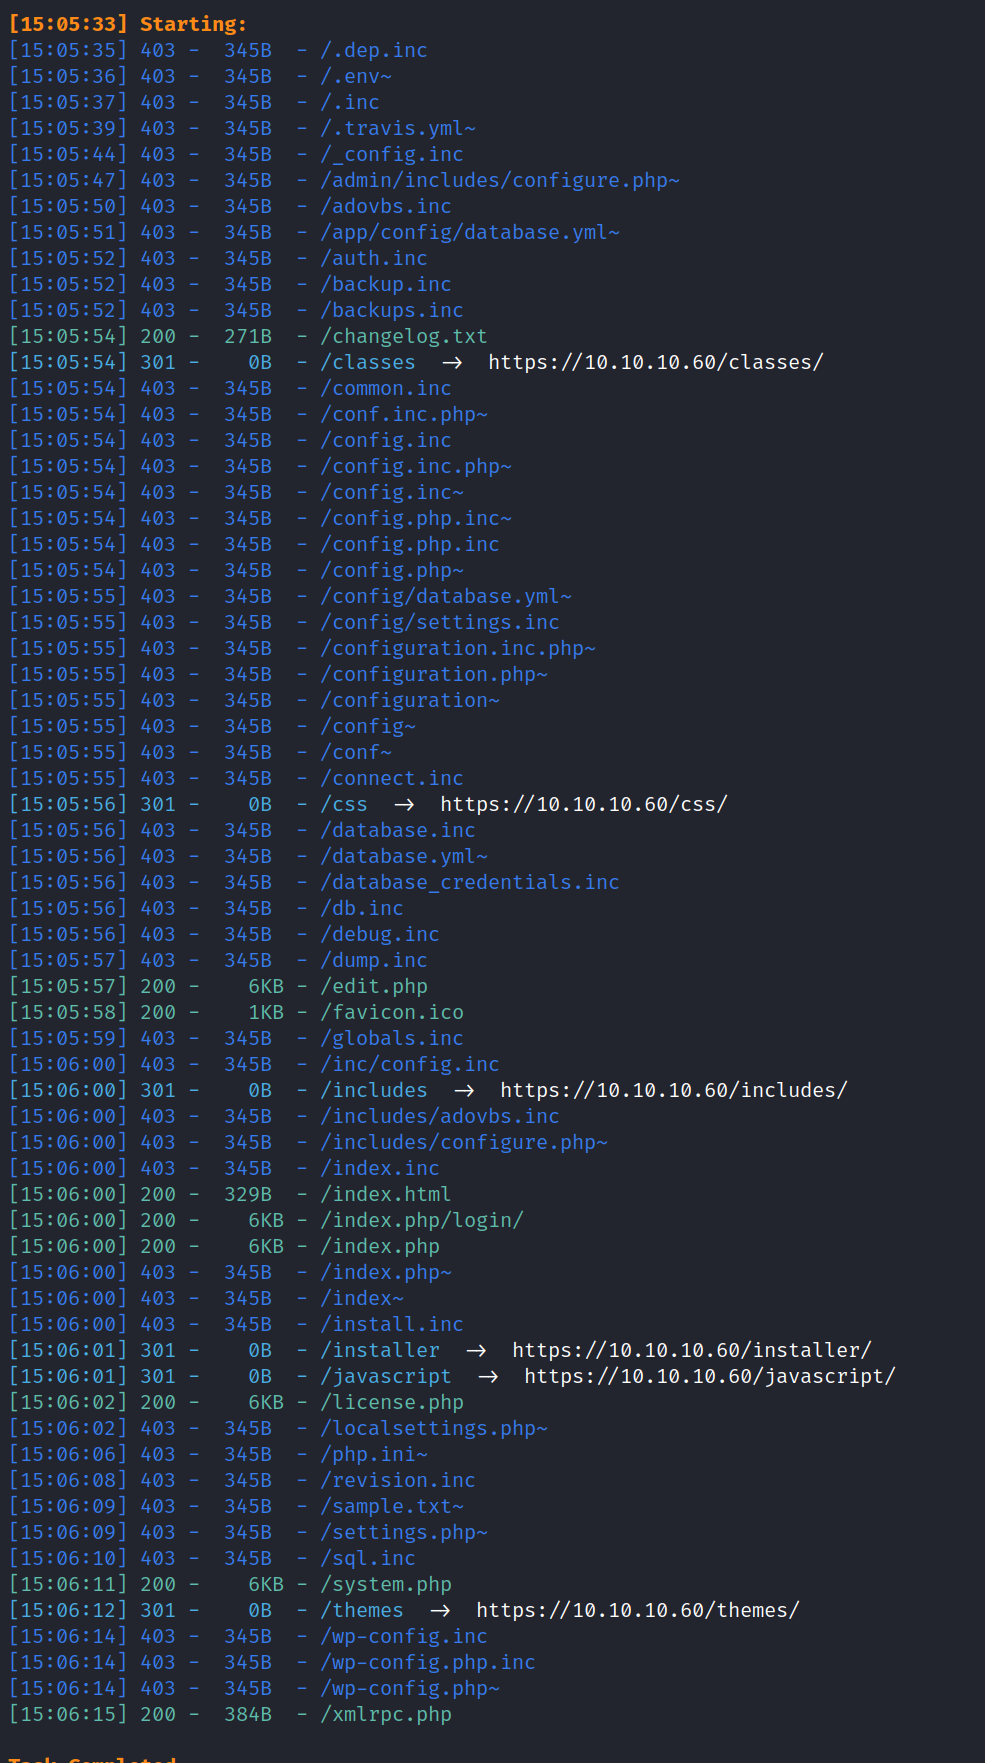 [15:05:33] Starting:
[15:05:35] 403 - 345B - /.dep.inc
[15:05:36] 403 - 345B - /.env~
[15:05:37] 403 - 345B - /.inc
[15:05:39] 403 - 345B - /.travis.yml~
[15:05:44] 403 - 345B - /_config.inc
[15:05:47] 403 - 345B - /admin/includes/configure.php~
[15:05:50] 403 - 345B - /adovbs.inc
[15:05:51] 403 - 345B - /app/config/database.yml~
[15:05:52] 403 - 345B - /auth.inc
[15:05:52] 403 - 345B - /backup.inc
[15:05:52] 403 - 345B - /backups.inc
[15:05:54] 200 - 271B - /changelog.txt
[15:05:54] 301 - 0B - /classes → https://10.10.10.60/classes/
[15:05:54] 403 - 345B - /common.inc
[15:05:54] 403 - 345B - /conf.inc.php~
[15:05:54] 403 - 345B - /config.inc
[15:05:54] 403 - 345B - /config.inc.php~
[15:05:54] 403 - 345B - /config.inc~
[15:05:54] 403 - 345B - /config.php.inc~
[15:05:54] 403 - 345B - /config.php.inc
[15:05:54] 403 - 345B - /config.php~
[15:05:55] 403 - 345B - /config/database.yml~
[15:05:55] 403 - 345B - /config/settings.inc
[15:05:55] 403 - 345B - /configuration.inc.php~
[15:05:55] 403 - 345B - /configuration.php~
[15:05:55] 403 - 345B - /configuration~
[15:05:55] 403 - 345B - /config~
[15:05:55] 403 - 345B - /conf~
[15:05:55] 403 - 345B - /connect.inc
[15:05:56] 301 - 0B - /css → https://10.10.10.60/css/
[15:05:56] 403 - 345B - /database.inc
[15:05:56] 403 - 345B - /database.yml~
[15:05:56] 403 - 345B - /database_credentials.inc
[15:05:56] 403 - 345B - /db.inc
[15:05:56] 403 - 345B - /debug.inc
[15:05:57] 403 - 345B - /dump.inc
[15:05:57] 200 - 6KB - /edit.php
[15:05:58] 200 - 1KB - /favicon.ico
[15:05:59] 403 - 345B - /globals.inc
[15:06:00] 403 - 345B - /inc/config.inc
[15:06:00] 301 - 0B - /includes → https://10.10.10.60/includes/
[15:06:00] 403 - 345B - /includes/adovbs.inc
[15:06:00] 403 - 345B - /includes/configure.php~
[15:06:00] 403 - 345B - /index.inc
[15:06:00] 200 - 329B - /index.html
[15:06:00] 200 - 6KB - /index.php/login/
[15:06:00] 200 - 6KB - /index.php
[15:06:00] 403 - 345B - /index.php~
[15:06:00] 403 - 345B - /index~
[15:06:00] 403 - 345B - /install.inc
[15:06:01] 301 - 0B - /installer → https://10.10.10.60/installer/
[15:06:01] 301 - 0B - /javascript → https://10.10.10.60/javascript/
[15:06:02] 200 - 6KB - /license.php
[15:06:02] 403 - 345B - /localsettings.php~
[15:06:06] 403 - 345B - /php.ini~
[15:06:08] 403 - 345B - /revision.inc
[15:06:09] 403 - 345B - /sample.txt~
[15:06:09] 403 - 345B - /settings.php~
[15:06:10] 403 - 345B - /sql.inc
[15:06:11] 200 - 6KB - /system.php
[15:06:12] 301 - 0B - /themes → https://10.10.10.60/themes/
[15:06:14] 403 - 345B - /wp-config.inc
[15:06:14] 403 - 345B - /wp-config.php.inc
[15:06:14] 403 - 345B - /wp-config.php~
[15:06:15] 200 - 384B - /xmlrpc.php
Task Completed